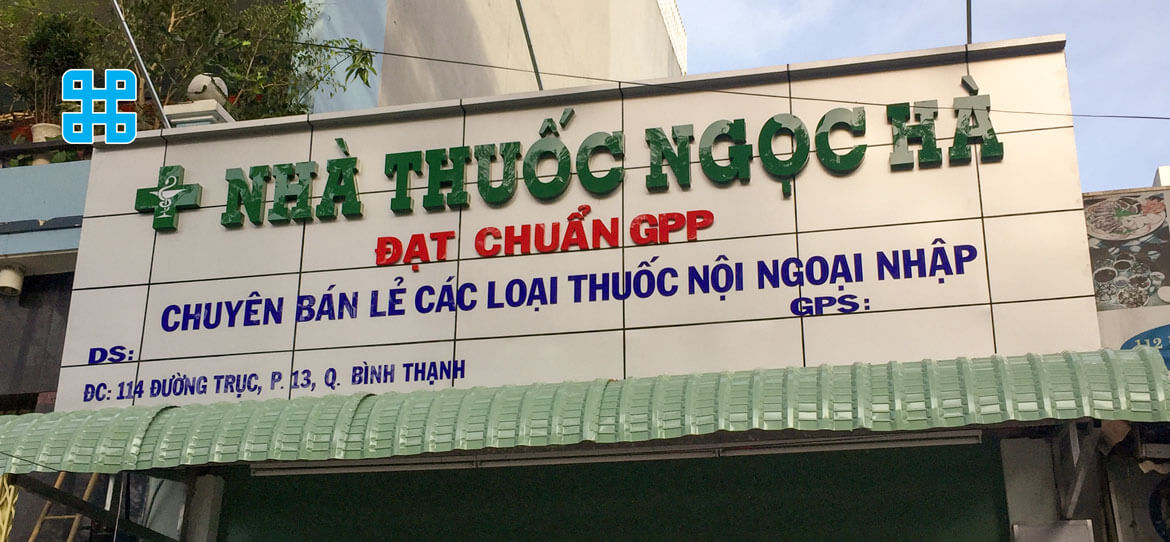 NHÀ THUỐC NGỌC HÀ
ĐẠT CHUẨN GPP
CHUYÊN BÁN LẺ CÁC LOẠI THUỐC NỘI NGOẠI NHẬP
GPS:
DS:
ĐC: 114 ĐƯỜNG TRỤC, P. 13, Q. BÌNH THẠNH
112